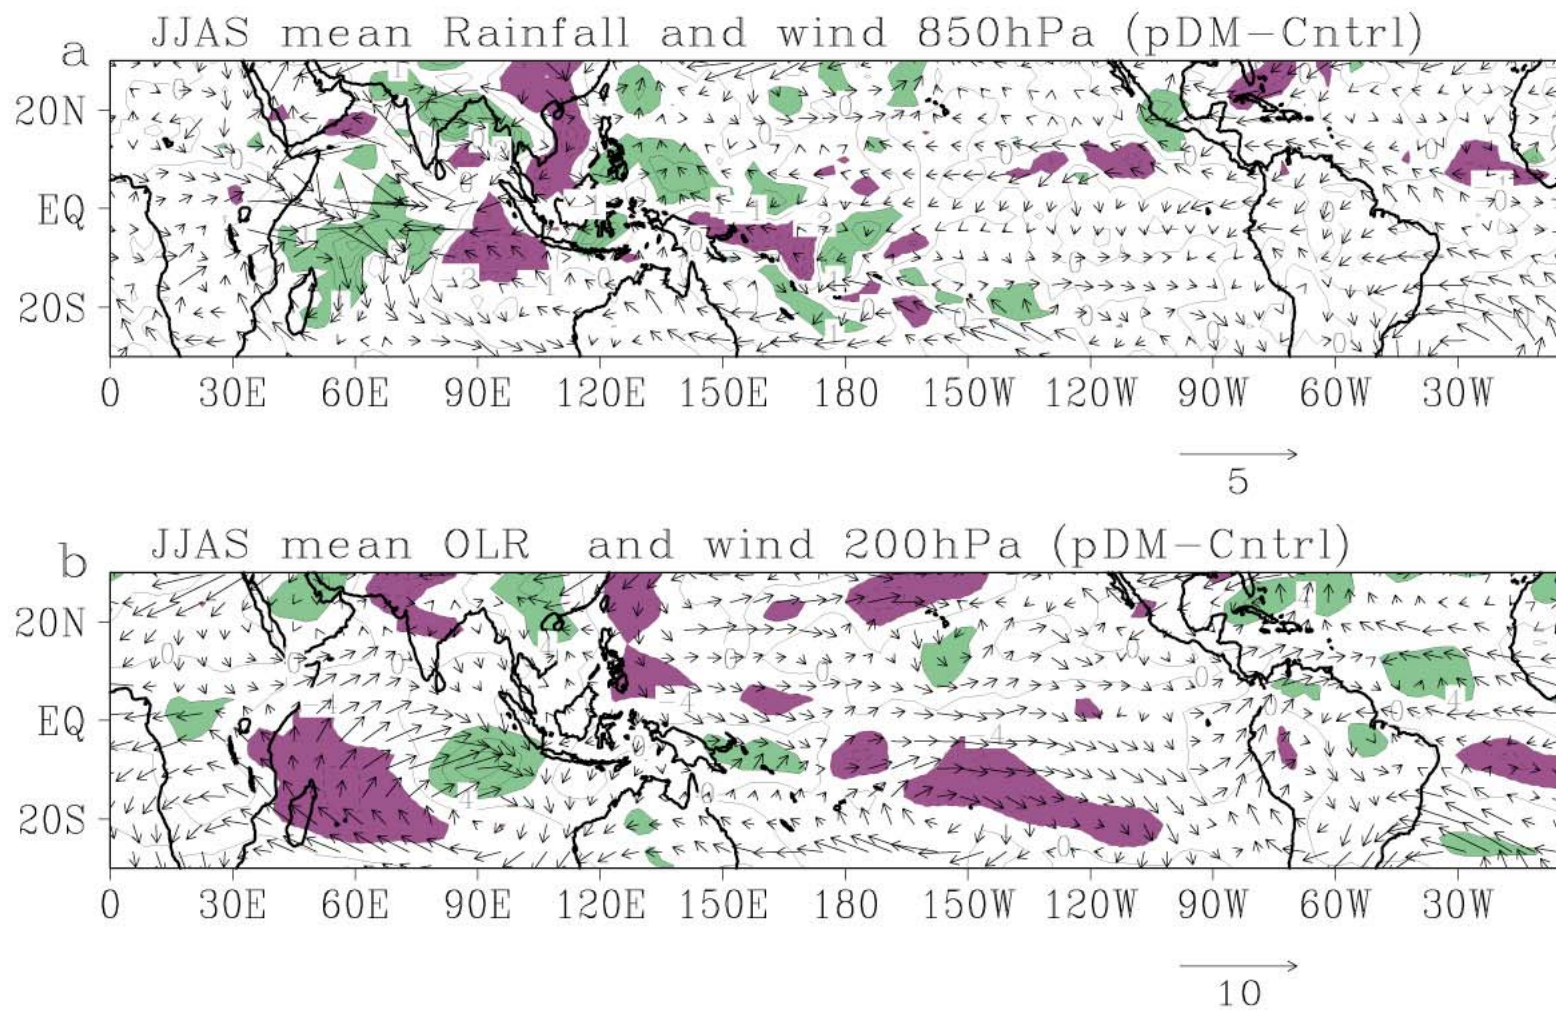 a
JJAS mean Rainfall and wind 850hPa (pDM-Cntrl)
20N
EQ
20S
0 30E 60E 90E 120E 150E 180 150W 120W 90W 60W 30W
5
b
JJAS mean OLR and wind 200hPa (pDM-Cntrl)
20N
EQ
20S
0 30E 60E 90E 120E 150E 180 150W 120W 90W 60W 30W
10